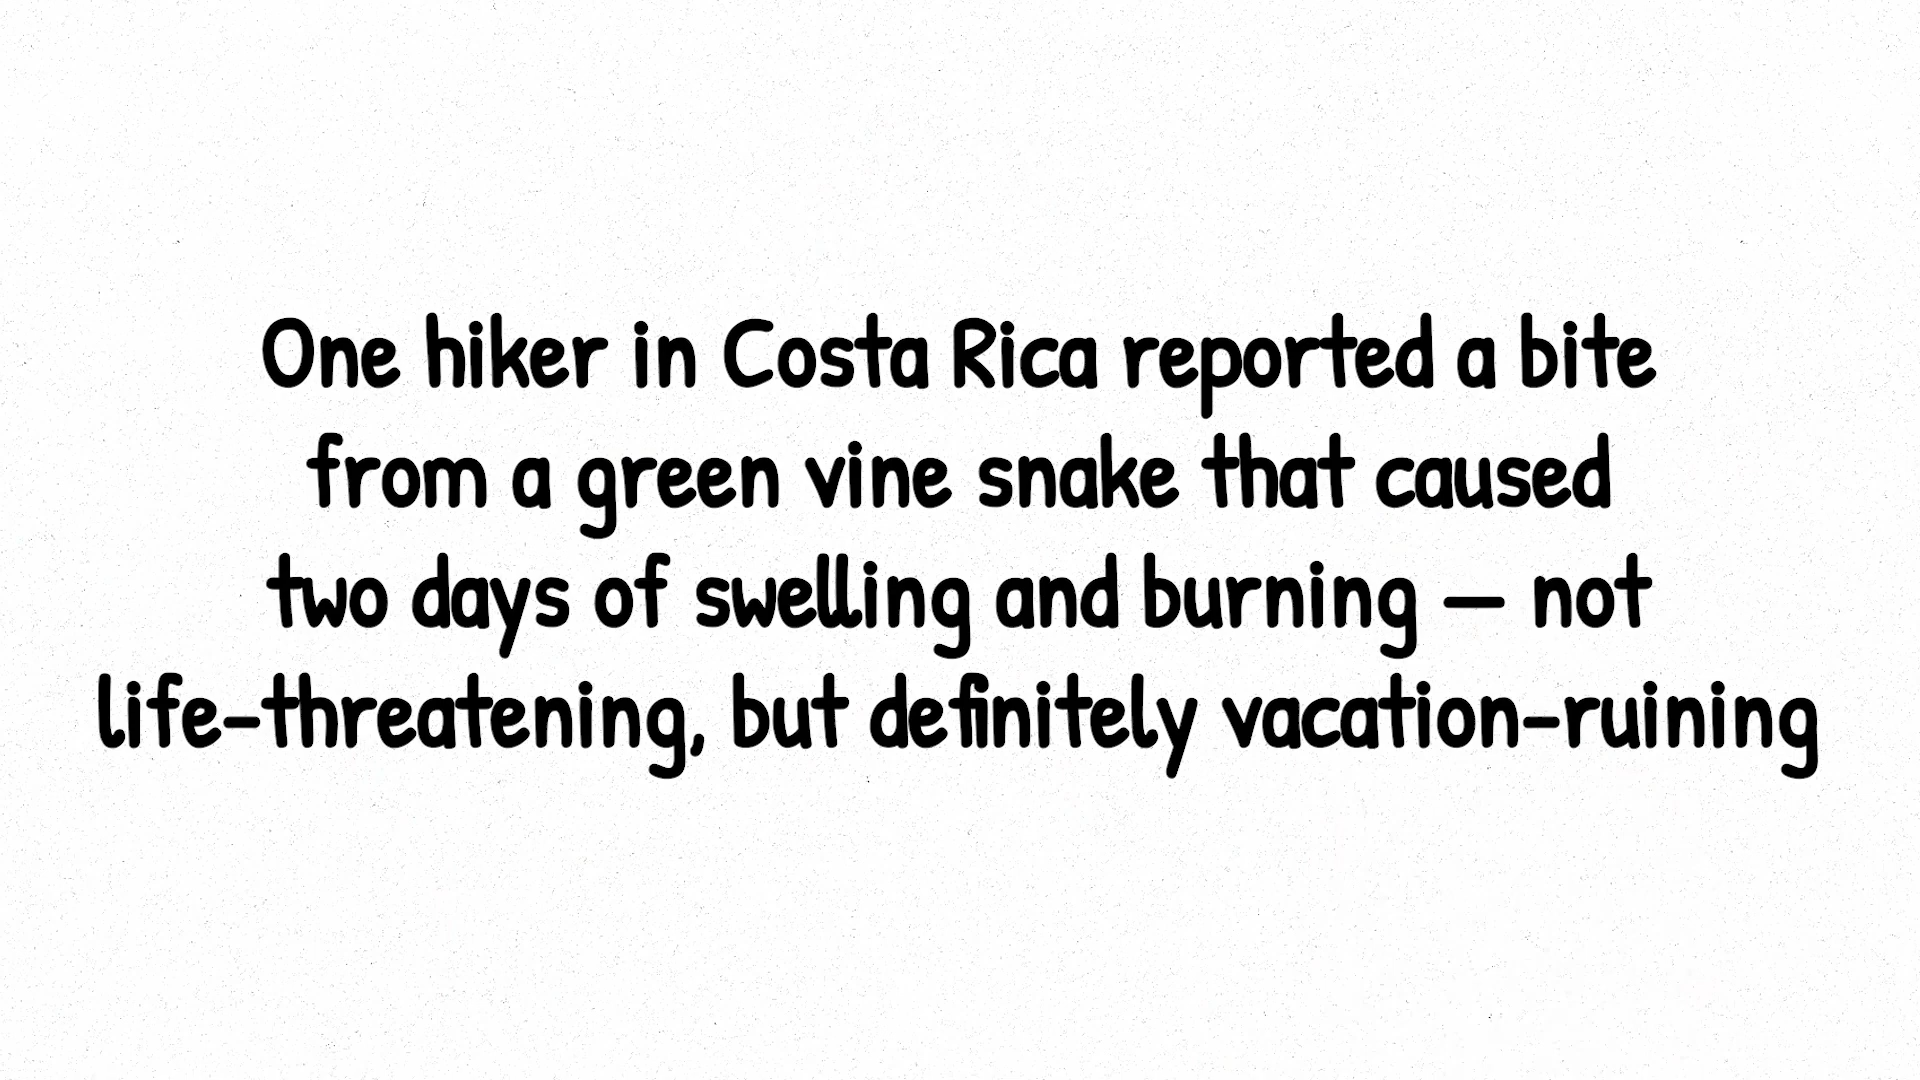 One hiker in Costa Rica reported a bite
from a green vine snake that caused
two days of swelling and burning — not
life-threatening, but definitely vacation-ruining